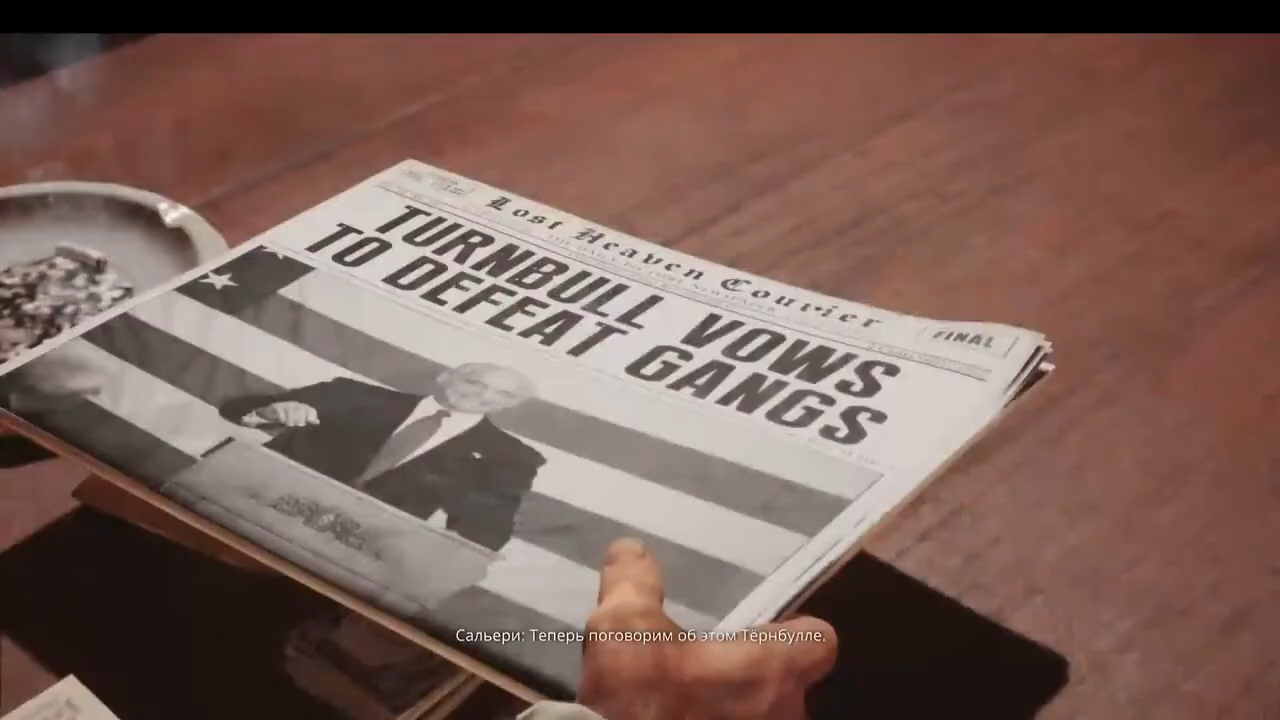 Lost Heaven Courier
FINAL
TURNBULL VOWS
TO DEFEAT GANGS
Сальери: Теперь поговорим об этом Тёрнбулле.